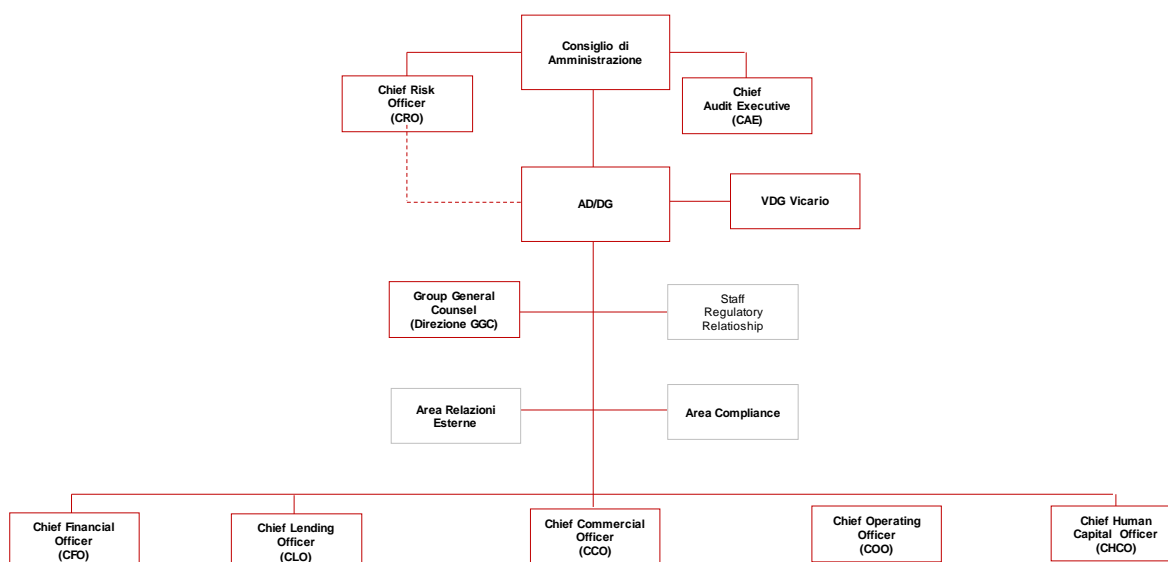 Consiglio di
Amministrazione
Chief Risk
Officer
(CRO)
Chief
Audit Executive
(CAE)
AD/DG
VDG Vicario
Group General
Counsel
(Direzione GGC)
Staff
Regulatory
Relatioship
Area Relazioni
Esterne
Area Compliance
Chief Financial
Officer
(CFO)
Chief Lending
Officer
(CLO)
Chief Commercial
Officer
(CCO)
Chief Operating
Officer
(COO)
Chief Human
Capital Officer
(CHCO)